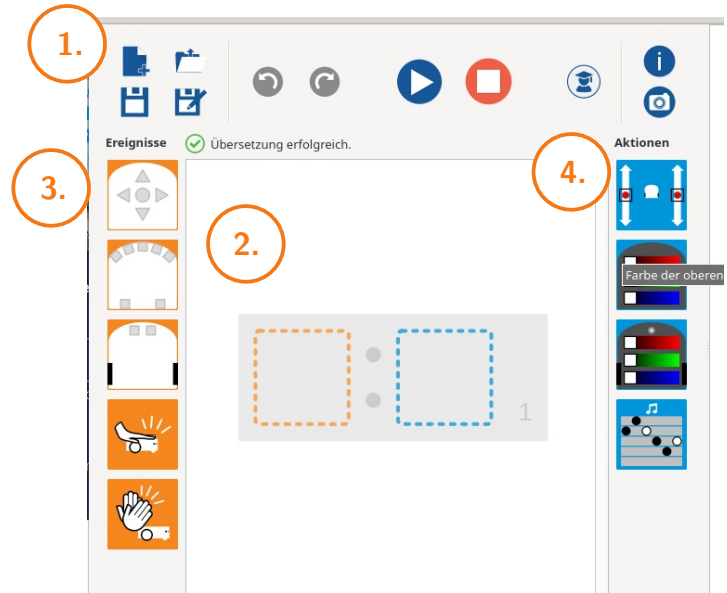 1.
Ereignisse
Übersetzung erfolgreich.
Aktionen
3.
4.
2.
Farbe der oberen
1